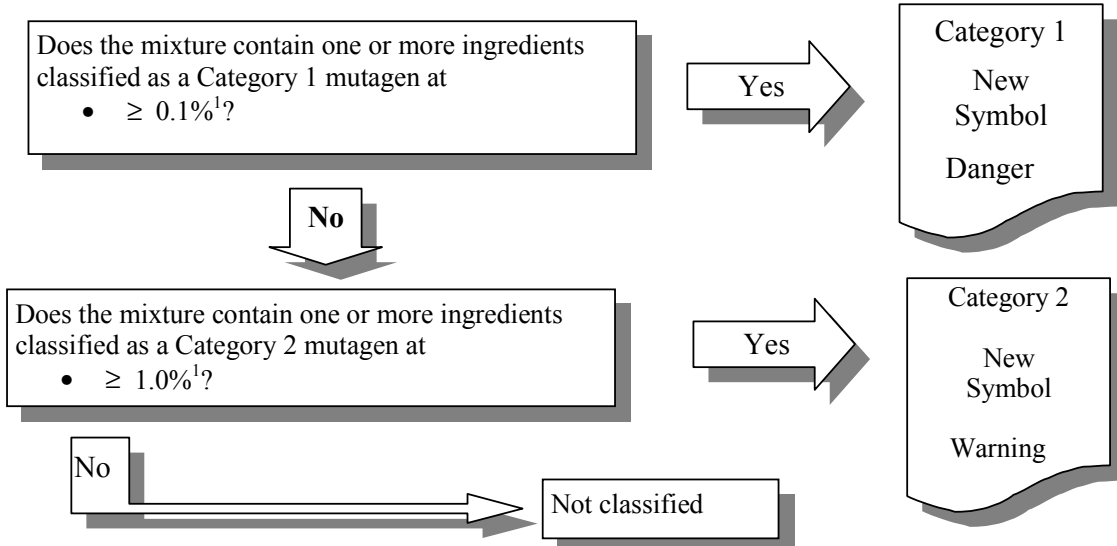 Does the mixture contain one or more ingredients
classified as a Category 1 mutagen at
• ≥ 0.1%¹?
Yes
Category 1
New
Symbol
Danger
No
Does the mixture contain one or more ingredients
classified as a Category 2 mutagen at
• ≥ 1.0%¹?
Yes
Category 2
New
Symbol
Warning
No
Not classified